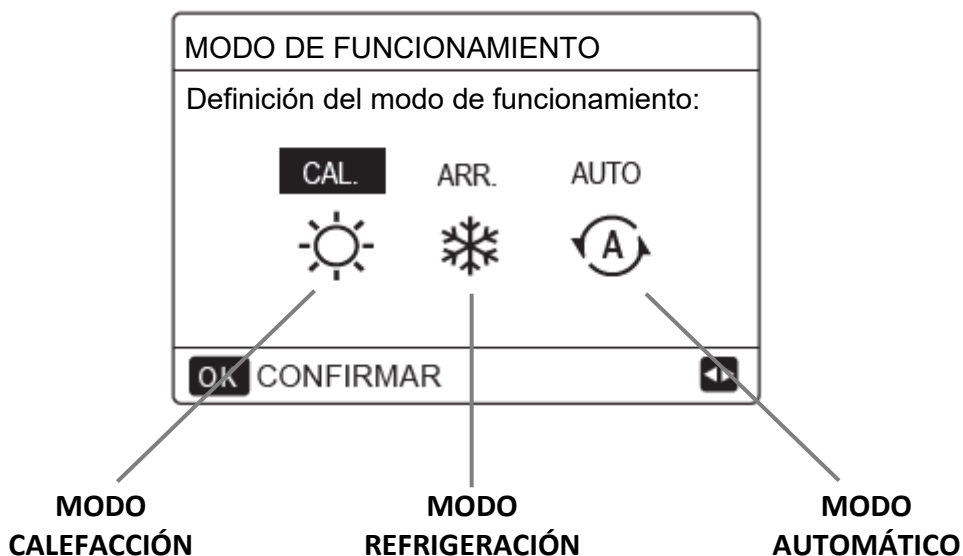 MODO DE FUNCIONAMIENTO
Definición del modo de funcionamiento:
CAL. ARR. AUTO
A
OK CONFIRMAR
MODO CALEFACCIÓN
MODO REFRIGERACIÓN
MODO AUTOMÁTICO